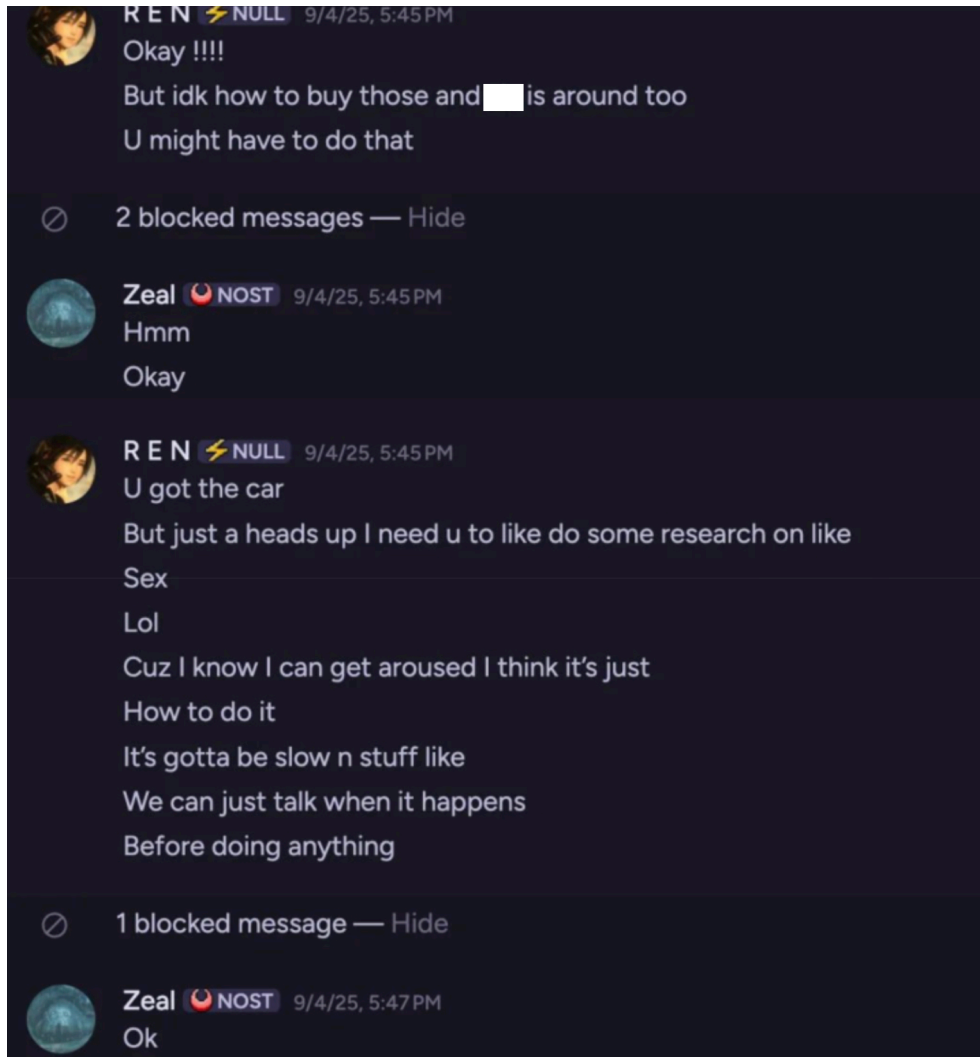 R E N NULL 9/4/25, 5:45 PM
Okay !!!!
But idk how to buy those and is around too
U might have to do that
2 blocked messages — Hide
Zeal NOST 9/4/25, 5:45 PM
Hmm
Okay
R E N NULL 9/4/25, 5:45 PM
U got the car
But just a heads up I need u to like do some research on like
Sex
Lol
Cuz I know I can get aroused I think it's just
How to do it
It's gotta be slow n stuff like
We can just talk when it happens
Before doing anything
1 blocked message — Hide
Zeal NOST 9/4/25, 5:47 PM
Ok